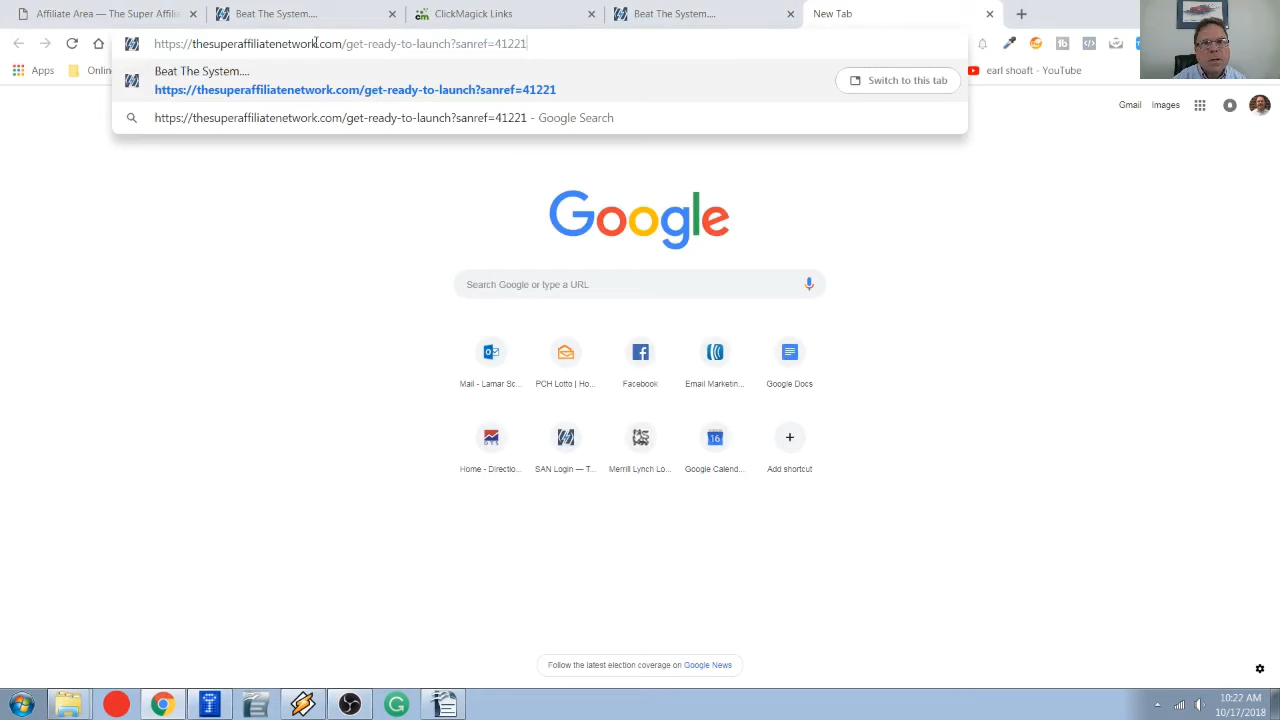 Affiliate Area — The Super Affilia
Beat The System....
ClickMagick Links
Beat The System....
New Tab
https://thesuperaffiliatenetwork.com/get-ready-to-launch?sanref=41221
Beat The System....
https://thesuperaffiliatenetwork.com/get-ready-to-launch?sanref=41221
Switch to this tab
https://thesuperaffiliatenetwork.com/get-ready-to-launch?sanref=41221 - Google Search
Apps
Onlin
earl shoaft - YouTube
Gmail
Images
Google
Search Google or type a URL
Mail - Lamar Sc...
PCH Lotto | Ho...
Facebook
Email Marketin...
Google Docs
16
Home - Directio...
SAN Login — T...
Merrill Lynch Lo...
Google Calend...
Add shortcut
Follow the latest election coverage on Google News
10:22 AM
10/17/2018